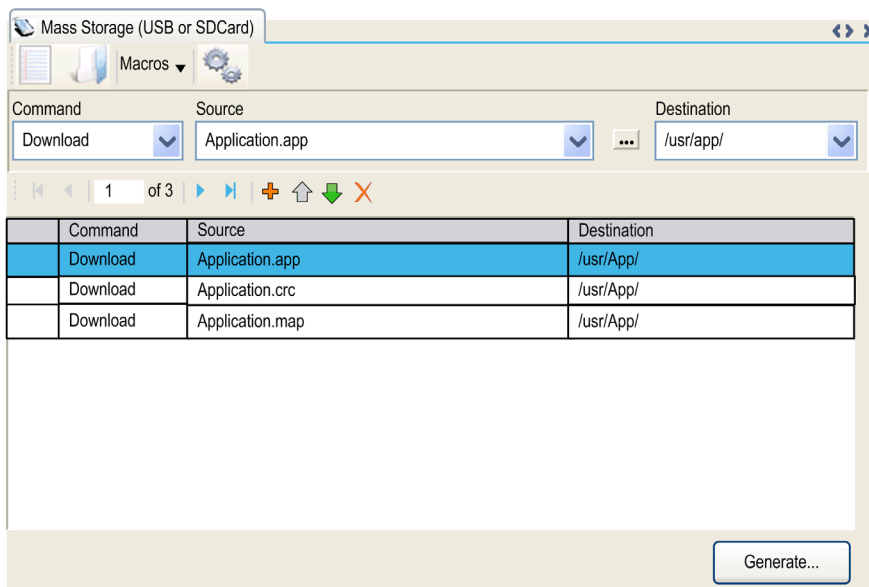 Mass Storage (USB or SDCard)
Macros
Command Source Destination
Download Application.app ... /usr/app/
1 of 3
Command Source Destination
Download Application.app /usr/App/
Download Application.crc /usr/App/
Download Application.map /usr/App/
Generate...